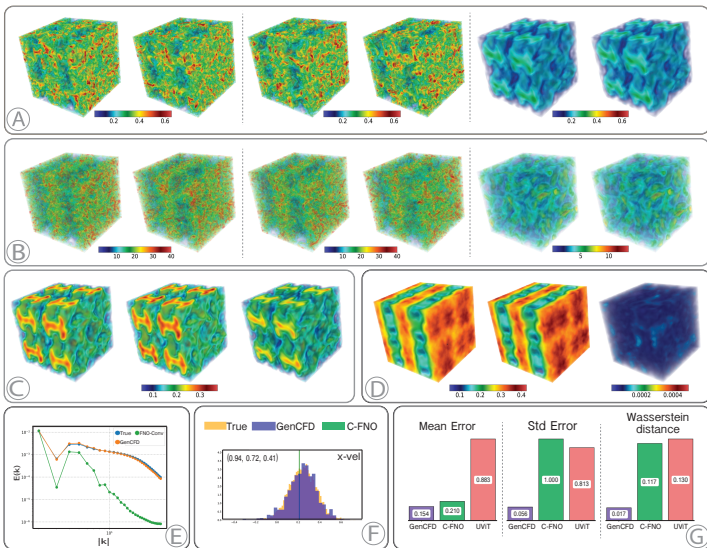 0.2 0.4 0.6 0.2 0.4 0.6 0.2 0.4 0.6
A
10 20 30 40 10 20 30 40 5 10
B
0.1 0.2 0.3
C
0.1 0.2 0.3 0.4 0.0002 0.0004
D
True FNO-Conv
GenCFD
E(k)
|k|
E
True GenCFD C-FNO
(0.94, 0.72, 0.41) x-vel
F
Mean Error
0.154
0.210
0.883
GenCFD C-FNO UViT
Std Error
0.056
1.000
0.813
GenCFD C-FNO UViT
Wasserstein
distance
0.017
0.117
0.130
GenCFD C-FNO UViT
G